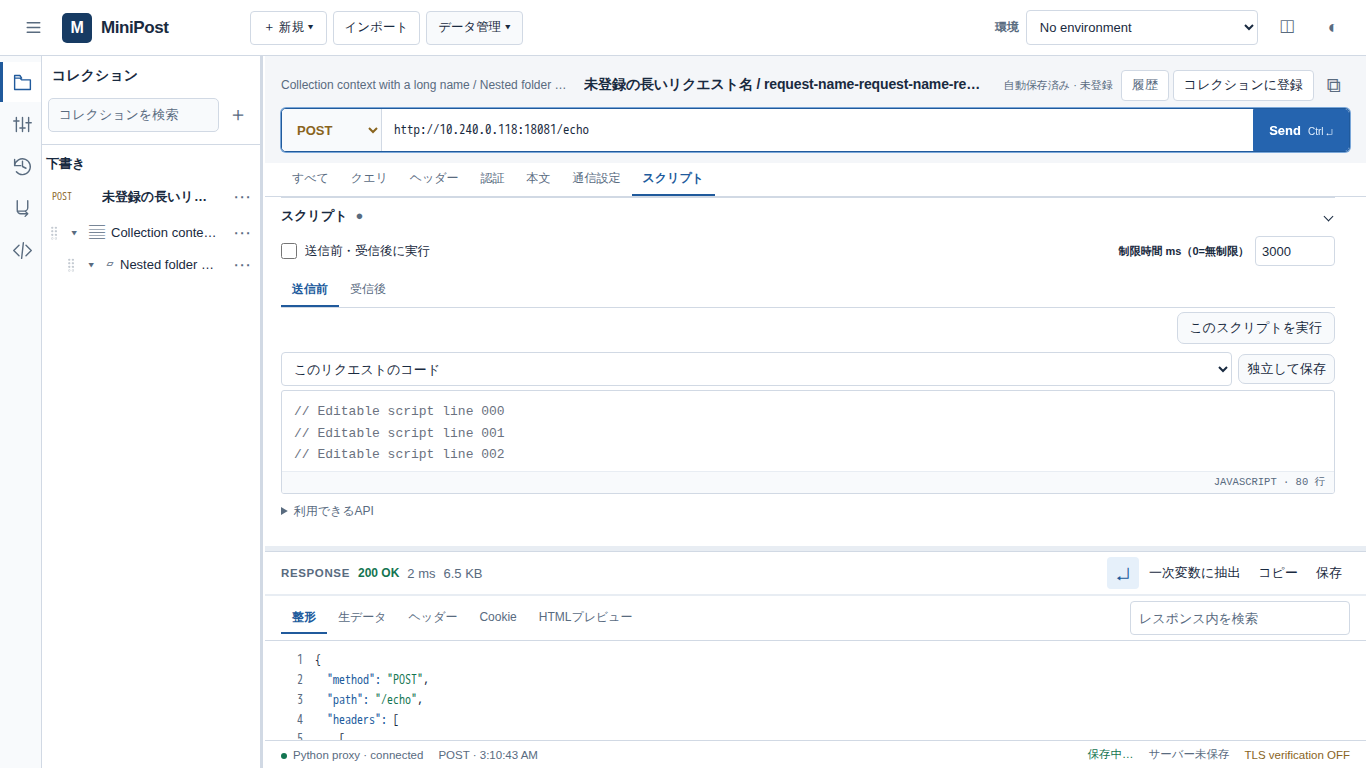 M MiniPost ＋ 新規 ▾ インポート データ管理 ▾ 環境 No environment
コレクション
コレクションを検索 ＋
下書き
POST 未登録の長いリ… ···
Collection conte… ···
Nested folder … ···
Collection context with a long name / Nested folder … 未登録の長いリクエスト名 / request-name-request-name-re… 自動保存済み · 未登録 履歴 コレクションに登録
POST http://10.240.0.118:18081/echo Send Ctrl ↵
すべて クエリ ヘッダー 認証 本文 通信設定 スクリプト
スクリプト ●
送信前・受信後に実行 制限時間 ms（0=無制限） 3000
送信前 受信後
このスクリプトを実行
このリクエストのコード 独立して保存
// Editable script line 000
// Editable script line 001
// Editable script line 002
JAVASCRIPT · 80 行
利用できるAPI
RESPONSE 200 OK 2 ms 6.5 KB 一次変数に抽出 コピー 保存
整形 生データ ヘッダー Cookie HTMLプレビュー レスポンス内を検索
1 {
2 "method": "POST",
3 "path": "/echo",
4 "headers": [
5 [
Python proxy · connected POST · 3:10:43 AM 保存中… サーバー未保存 TLS verification OFF